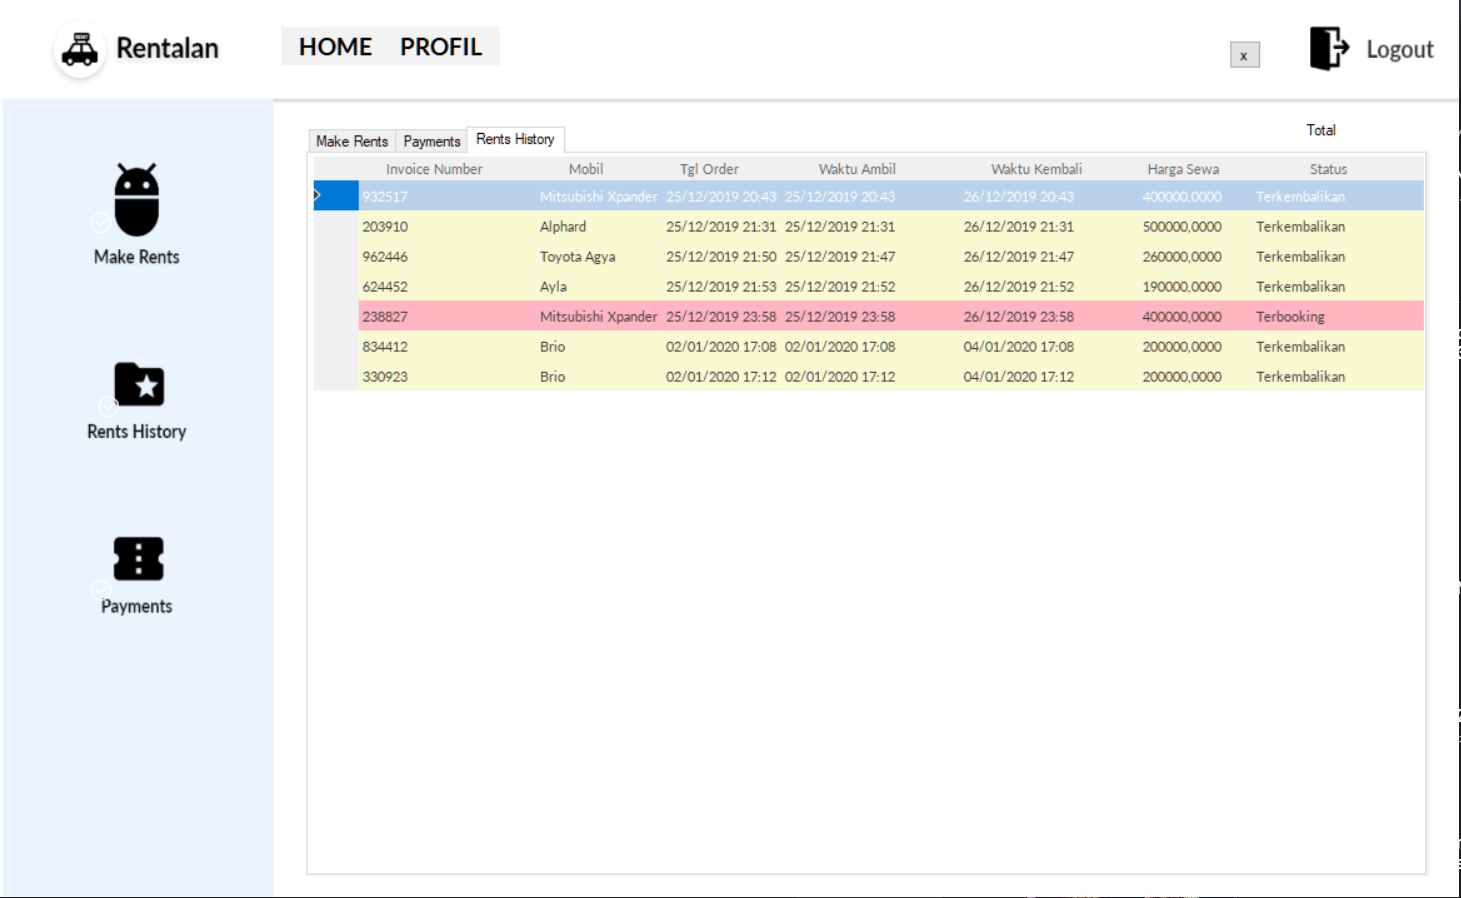 Rentalan
HOME PROFIL
x
Logout
Make Rents
Rents History
Payments
Total
Make Rents Payments Rents History
Invoice Number Mobil Tgl Order Waktu Ambil Waktu Kembali Harga Sewa Status
932517 Mitsubishi Xpander 25/12/2019 20:43 25/12/2019 20:43 26/12/2019 20:43 400000,0000 Terkembalikan
203910 Alphard 25/12/2019 21:31 25/12/2019 21:31 26/12/2019 21:31 500000,0000 Terkembalikan
962446 Toyota Agya 25/12/2019 21:50 25/12/2019 21:47 26/12/2019 21:47 260000,0000 Terkembalikan
624452 Ayla 25/12/2019 21:53 25/12/2019 21:52 26/12/2019 21:52 190000,0000 Terkembalikan
238827 Mitsubishi Xpander 25/12/2019 23:58 25/12/2019 23:58 26/12/2019 23:58 400000,0000 Terbooking
834412 Brio 02/01/2020 17:08 02/01/2020 17:08 04/01/2020 17:08 200000,0000 Terkembalikan
330923 Brio 02/01/2020 17:12 02/01/2020 17:12 04/01/2020 17:12 200000,0000 Terkembalikan